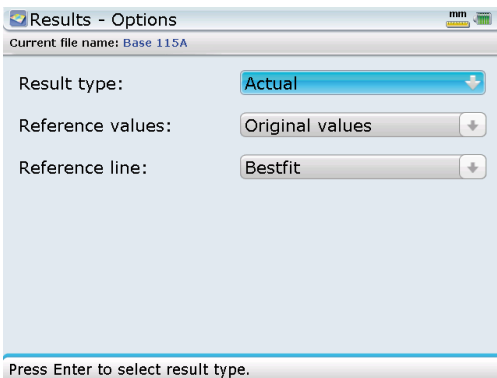 Results - Options
mm
Current file name: Base 115A
Result type: Actual
Reference values: Original values
Reference line: Bestfit
Press Enter to select result type.